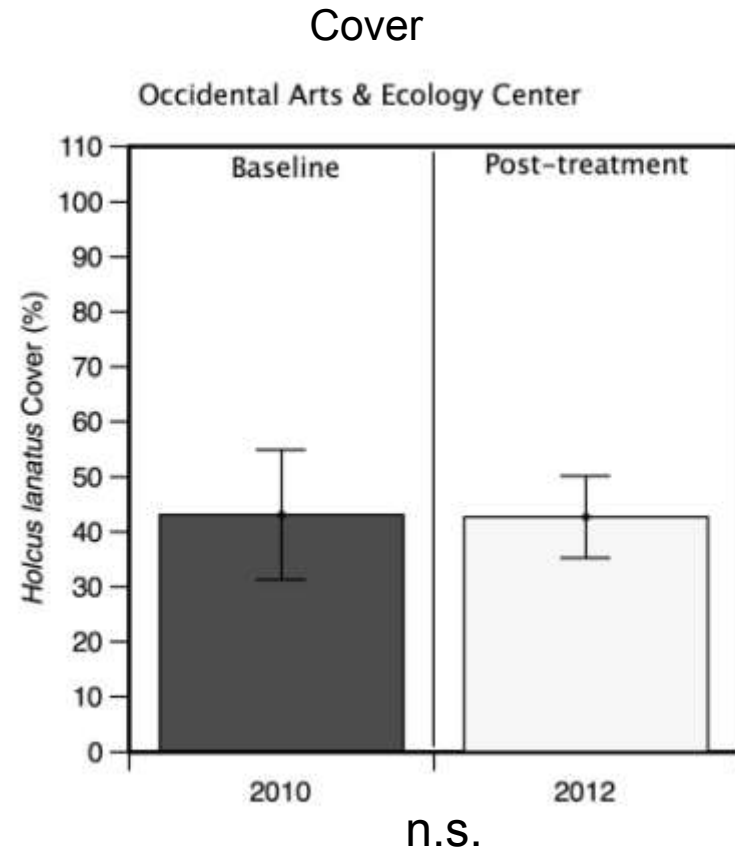 Cover
Occidental Arts & Ecology Center
Baseline
Post-treatment
Holcus lanatus Cover (%)
110
100
90
80
70
60
50
40
30
20
10
0
2010
2012
n.s.